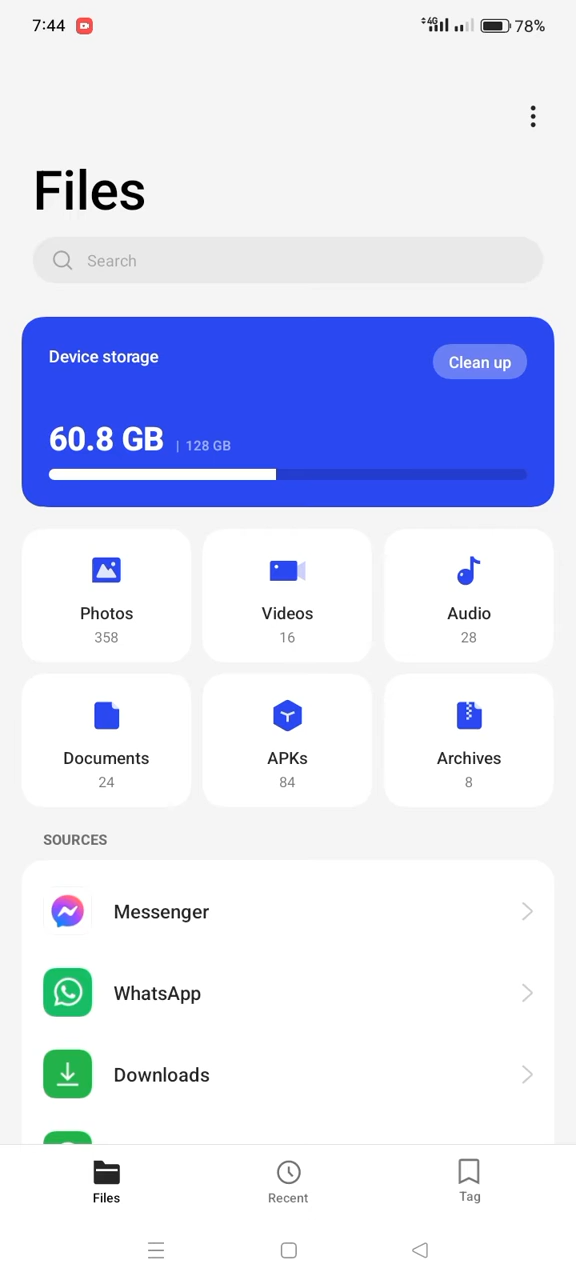 7:44
4G
78%
Files
Search
Device storage
Clean up
60.8 GB | 128 GB
Photos
358
Videos
16
Audio
28
Documents
24
APKs
84
Archives
8
SOURCES
Messenger
WhatsApp
Downloads
Files
Recent
Tag